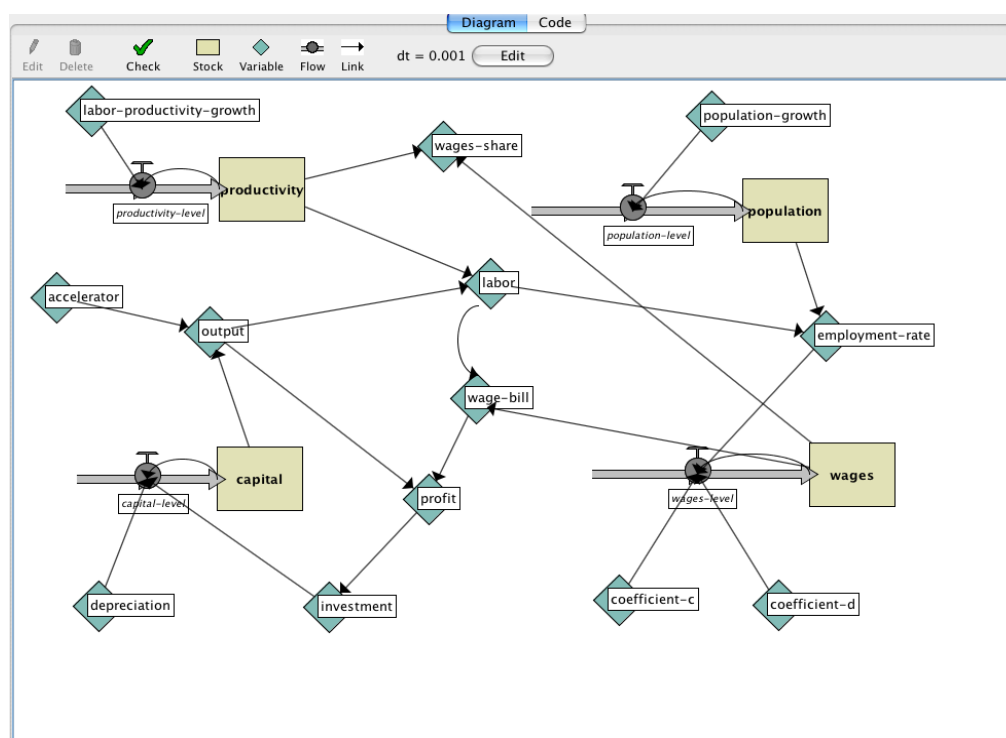 Diagram Code
Edit Delete Check Stock Variable Flow Link dt = 0.001 Edit
labor-productivity-growth
population-growth
wages-share
productivity
productivity-level
population
population-level
labor
accelerator
output
employment-rate
wage-bill
capital
capital-level
profit
wages
wages-level
depreciation
investment
coefficient-c
coefficient-d